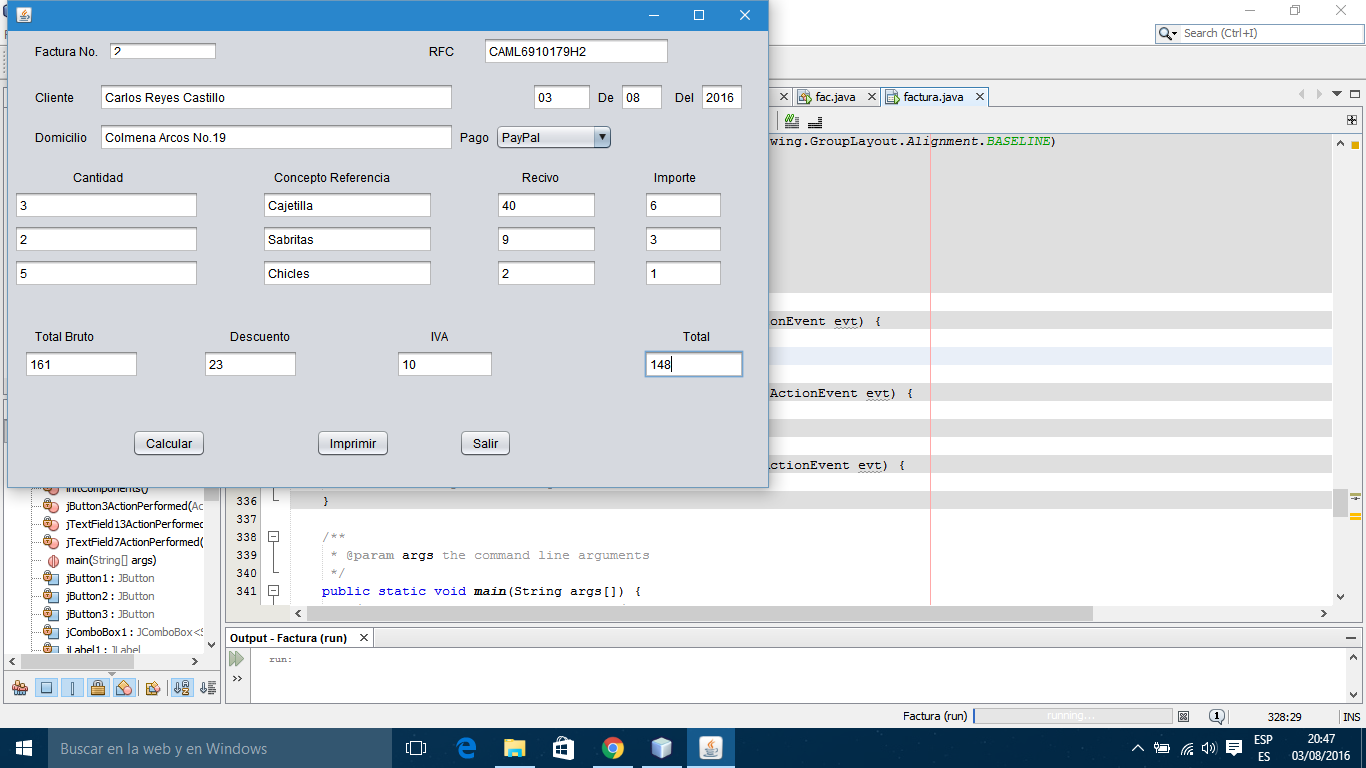 Factura No. 2 RFC CAML6910179H2
Cliente Carlos Reyes Castillo 03 De 08 Del 2016
Domicilio Colmena Arcos No.19 Pago PayPal
Cantidad Concepto Referencia Recivo Importe
3 Cajetilla 40 6
2 Sabritas 9 3
5 Chicles 2 1
Total Bruto Descuento IVA Total
161 23 10 148
Calcular Imprimir Salir
Search (Ctrl+I)
fac.java factura.java
wing.GroupLayout.Alignment.BASELINE)
onEvent evt) {
ActionEvent evt) {
ctionEvent evt) {
336 }
337
338 /**
339 * @param args the command line arguments
340 */
341 public static void main(String args[]) {
initComponents()
jButton3ActionPerformed(Ac
jTextField13ActionPerformed
jTextField7ActionPerformed(
main(String[] args)
jButton1 : JButton
jButton2 : JButton
jButton3 : JButton
jComboBox1 : JComboBox<S
jLabel1 : JLabel
Output - Factura (run)
run:
Factura (run) running... 1 328:29 INS
Buscar en la web y en Windows
ESP
ES
20:47
03/08/2016